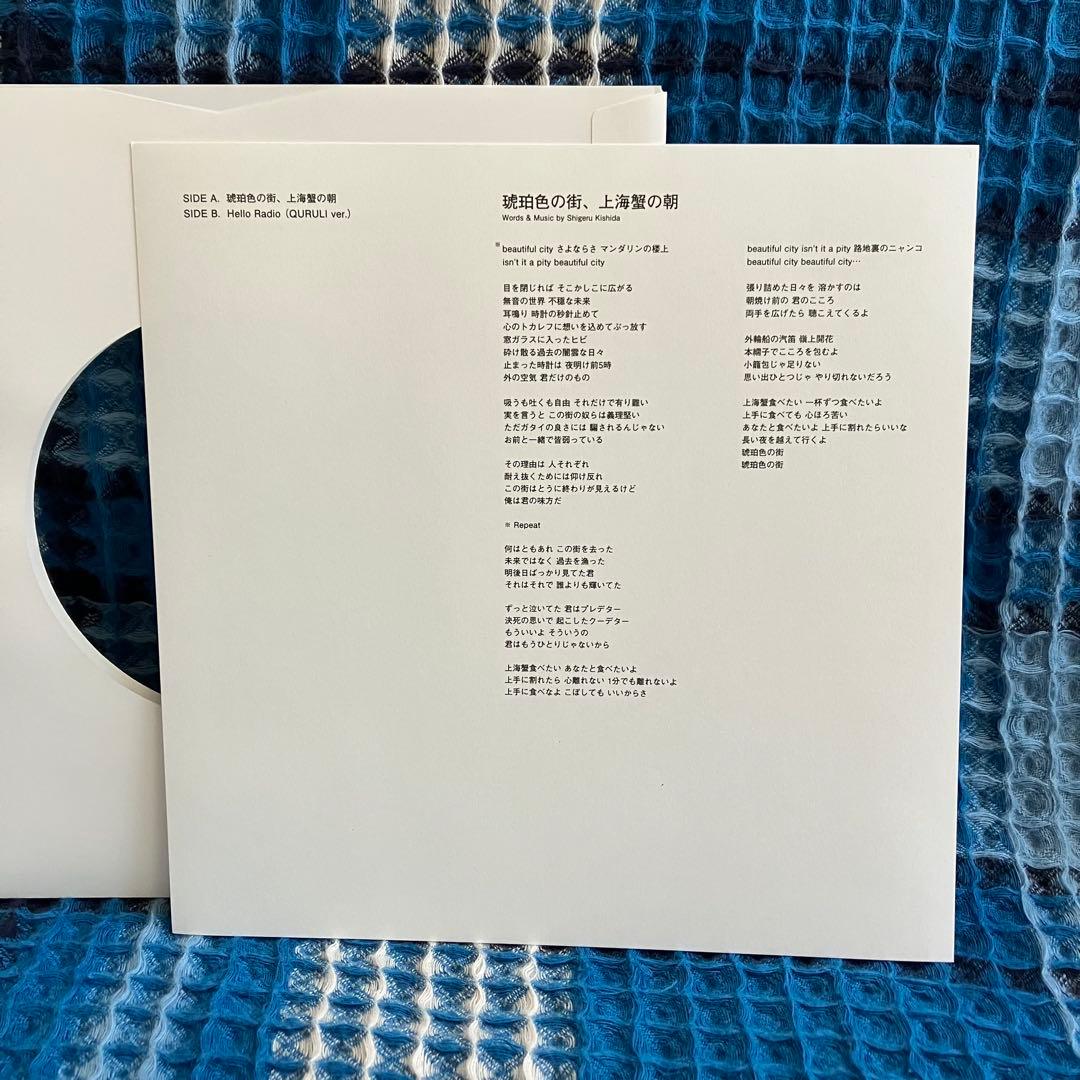 SIDE A. 琥珀色の街、上海蟹の朝
SIDE B. Hello Radio (QURULI ver.)
琥珀色の街、上海蟹の朝
Words & Music by Shigeru Kishida
※ beautiful city さよならさ マンダリンの楼上
isn't it a pity beautiful city
目を閉じれば そこかしこに広がる
無音の世界 不穏な未来
耳鳴り 時計の秒針止めて
心のトカレフに想いを込めてぶっ放す
窓ガラスに入ったヒビ
砕け散る過去の闇雲な日々
止まった時計は 夜明け前5時
外の空気 君だけのもの
吸うも吐くも自由 それだけで有り難い
実を言うと この街の奴らは義理堅い
ただガタイの良さには 騙されるんじゃない
お前と一緒で皆弱っている
その理由は 人それぞれ
耐え抜くためには仰け反れ
この街はとうに終わりが見えるけど
俺は君の味方だ
※ Repeat
何はともあれ この街を去った
未来ではなく 過去を漁った
明後日ばっかり見てた君
それはそれで 誰よりも輝いてた
ずっと泣いてた 君はプレデター
決死の思いで 起こしたクーデター
もういいよ そういうの
君はもうひとりじゃないから
上海蟹食べたい あなたと食べたいよ
上手に割れたら 心離れない 1分でも離れないよ
上手に食べなよ こぼしても いいからさ
beautiful city isn't it a pity 路地裏のニャンコ
beautiful city beautiful city…
張り詰めた日々を 溶かすのは
朝焼け前の 君のこころ
両手を広げたら 聴こえてくるよ
外輪船の汽笛 嶺上開花
本繻子でこころを包むよ
小籠包じゃ足りない
思い出ひとつじゃ やり切れないだろう
上海蟹食べたい 一杯ずつ食べたいよ
上手に食べても 心ほろ苦い
あなたと食べたいよ 上手に割れたらいいな
長い夜を越えて行くよ
琥珀色の街
琥珀色の街